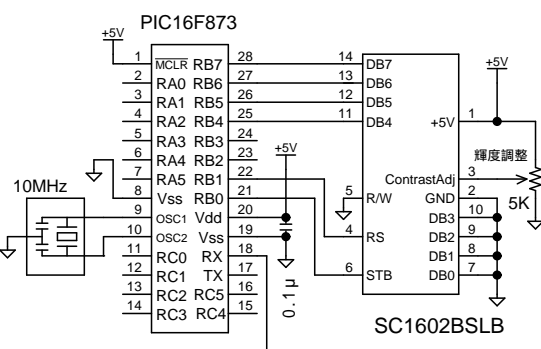 PIC16F873
+5V
1 MCLR RB7 28
2 RA0 RB6 27
3 RA1 RB5 26
4 RA2 RB4 25
5 RA3 RB3 24
6 RA4 RB2 23
7 RA5 RB1 22
8 Vss RB0 21
9 OSC1 Vdd 20
10 OSC2 Vss 19
11 RC0 RX 18
12 RC1 TX 17
13 RC2 RC5 16
14 RC3 RC4 15
10MHz
+5V
0.1μ
14 DB7
13 DB6
12 DB5
11 DB4
5 R/W
4 RS
6 STB
+5V 1
ContrastAdj 3
GND 2
DB3 10
DB2 9
DB1 8
DB0 7
+5V
輝度調整
5K
SC1602BSLB